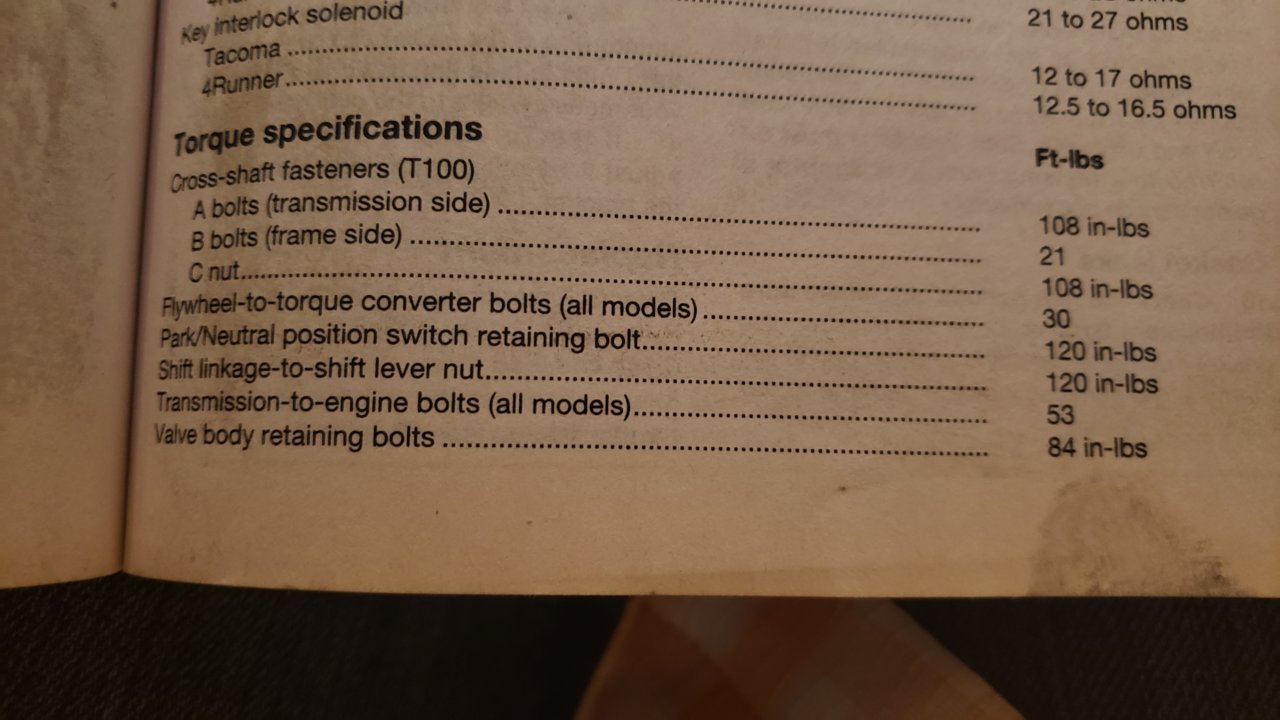 Key interlock solenoid
21 to 27 ohms
Tacoma ........ 12 to 17 ohms
4Runner ........ 12.5 to 16.5 ohms
Torque specifications
Ft-lbs
Cross-shaft fasteners (T100)
A bolts (transmission side) ........ 108 in-lbs
B bolts (frame side) ........ 21
C nut ........ 108 in-lbs
Flywheel-to-torque converter bolts (all models) ........ 30
Park/Neutral position switch retaining bolt ........ 120 in-lbs
Shift linkage-to-shift lever nut ........ 120 in-lbs
Transmission-to-engine bolts (all models) ........ 53
Valve body retaining bolts ........ 84 in-lbs